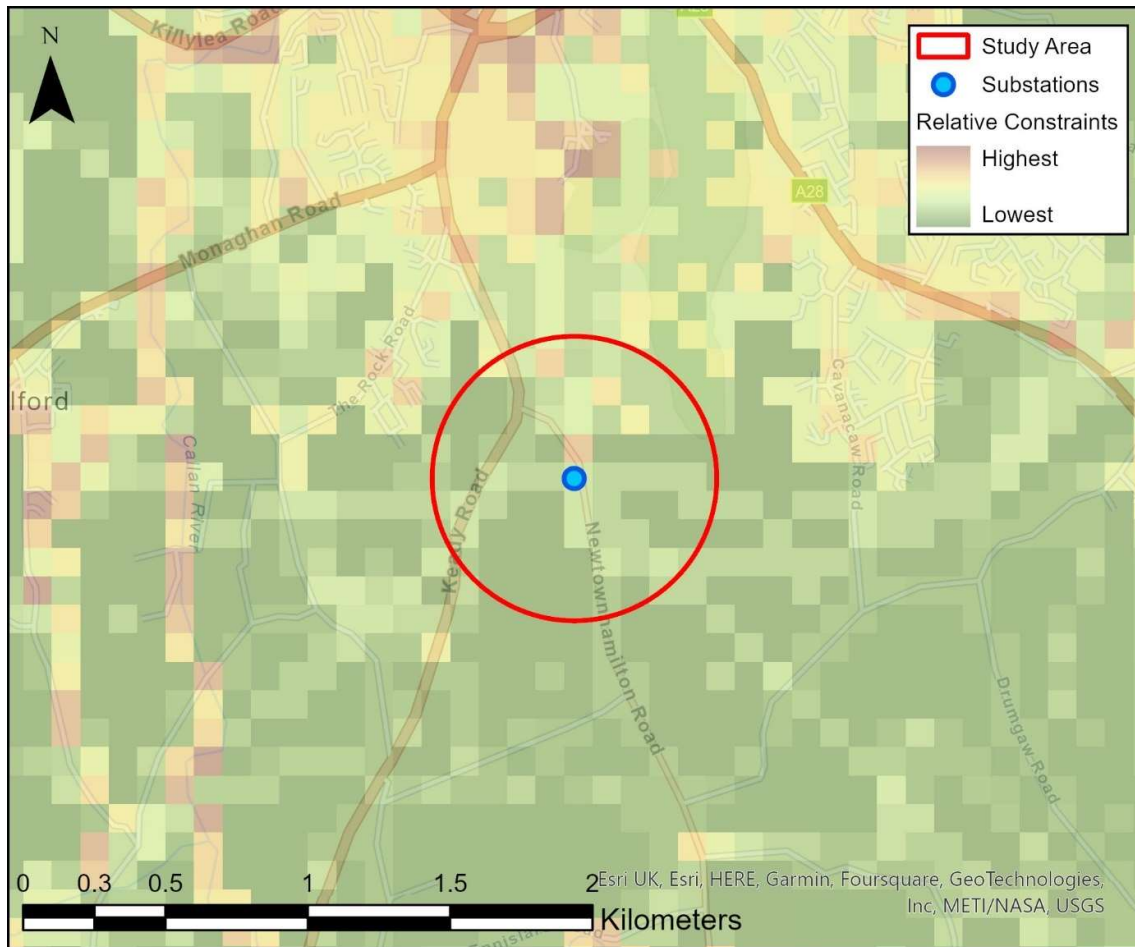 Killylea Road
N
Study Area
Substations
Relative Constraints
Highest
Lowest
A28
Monaghan Road
The Rock Road
Cavanacaw Road
lford
Callan River
Keady Road
Newtownhamilton Road
Drumgaw Road
0 0.3 0.5 1 1.5 2
Kilometers
Esri UK, Esri, HERE, Garmin, Foursquare, GeoTechnologies,
Inc, METI/NASA, USGS